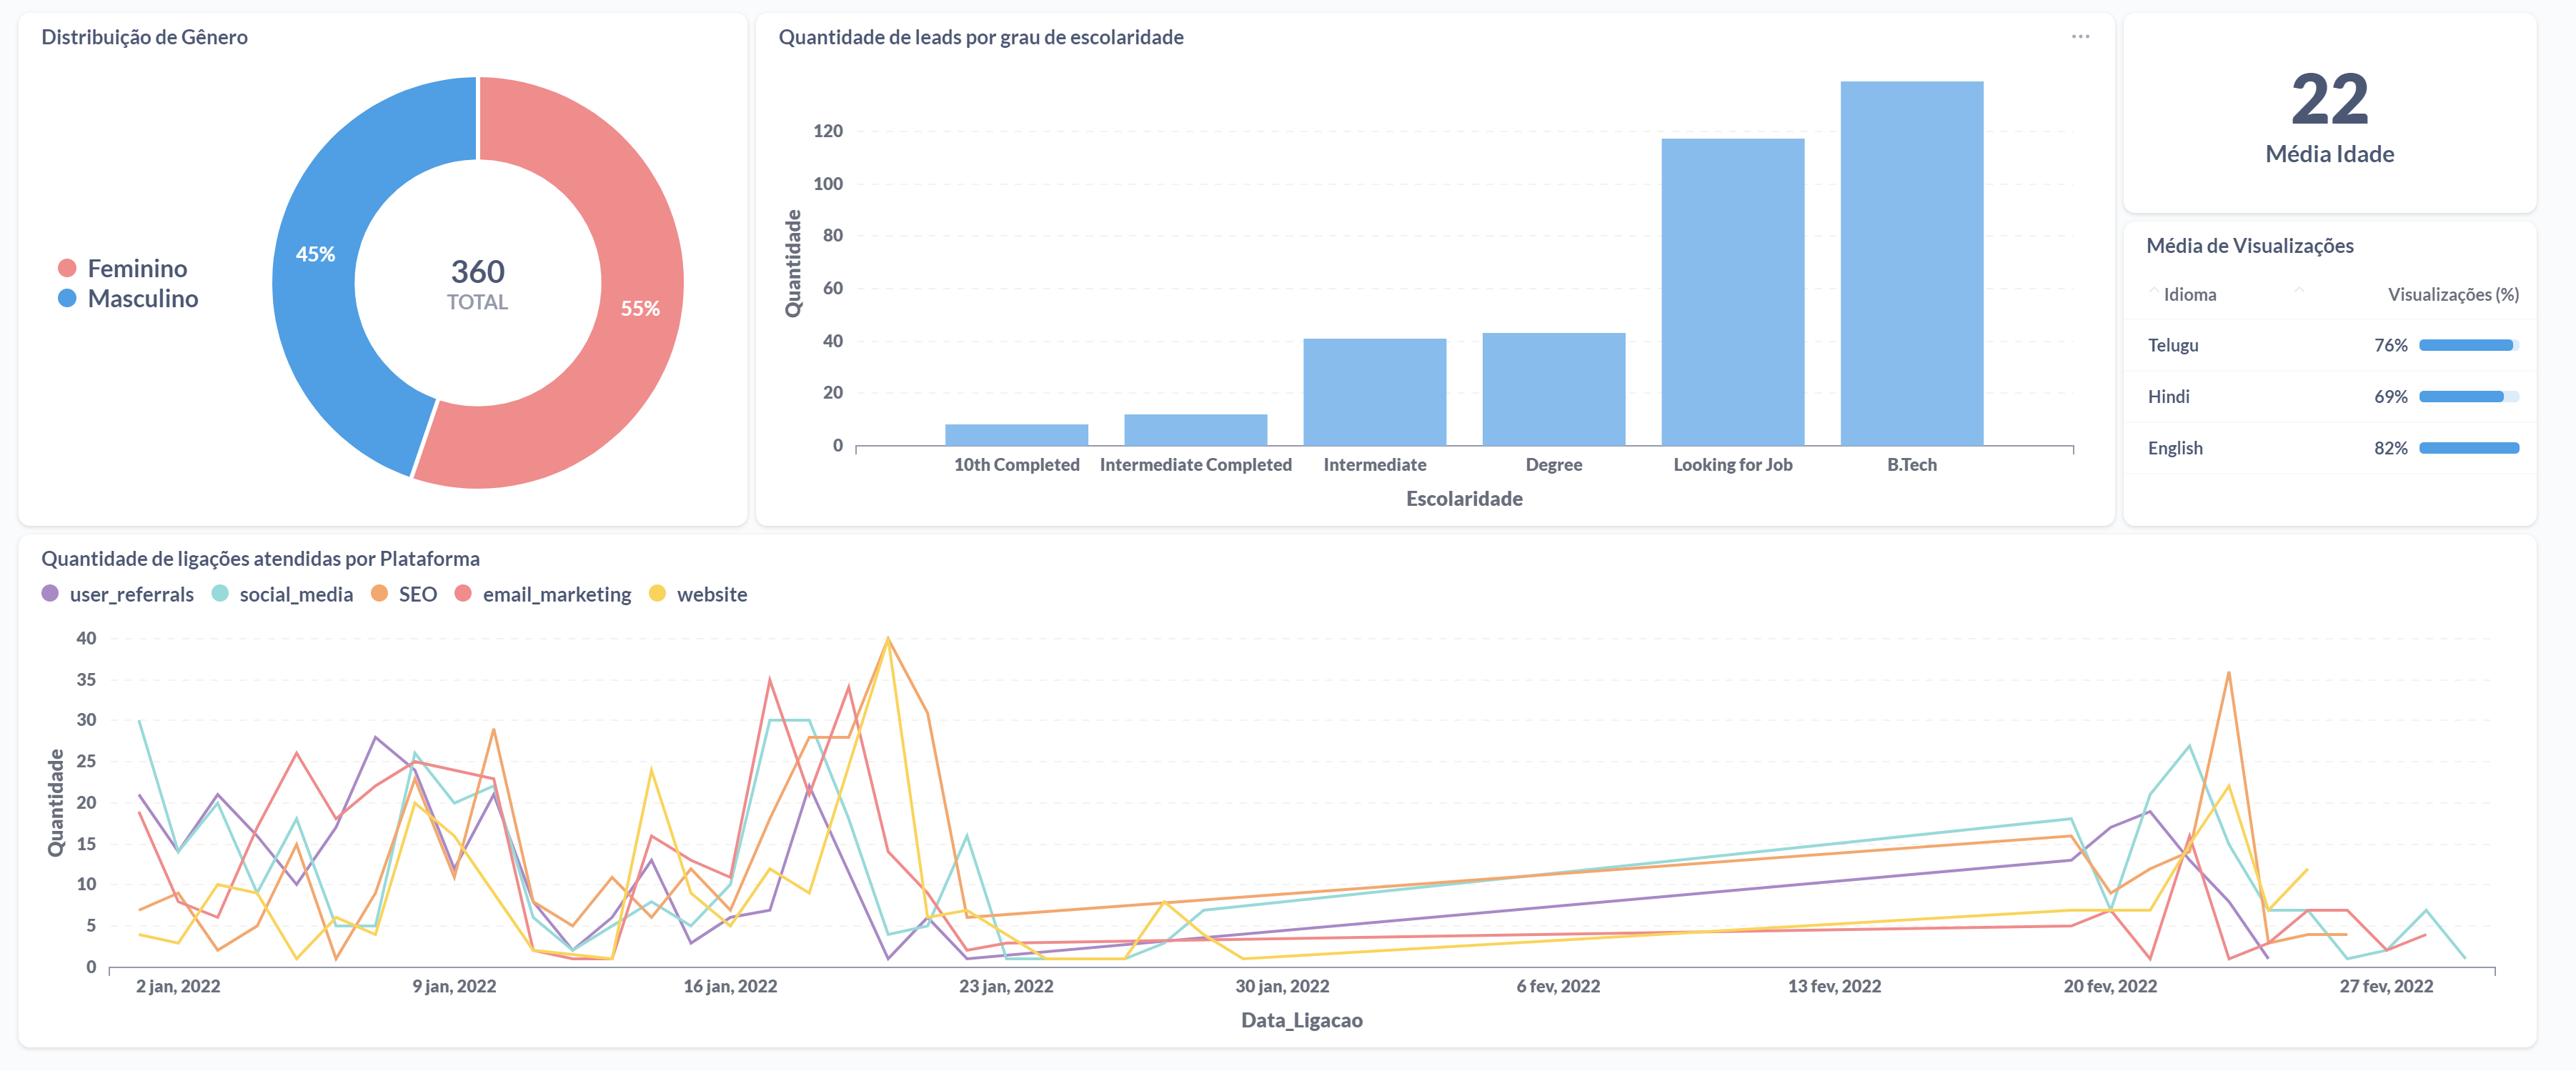 Distribuição de Gênero
Feminino
Masculino
45%
55%
360
TOTAL
Quantidade de leads por grau de escolaridade
Quantidade
120
100
80
60
40
20
0
10th Completed Intermediate Completed Intermediate Degree Looking for Job B.Tech
Escolaridade
22
Média Idade
Média de Visualizações
Idioma Visualizações (%)
Telugu 76%
Hindi 69%
English 82%
Quantidade de ligações atendidas por Plataforma
user_referrals social_media SEO email_marketing website
Quantidade
40
35
30
25
20
15
10
5
0
2 jan, 2022 9 jan, 2022 16 jan, 2022 23 jan, 2022 30 jan, 2022 6 fev, 2022 13 fev, 2022 20 fev, 2022 27 fev, 2022
Data_Ligacao